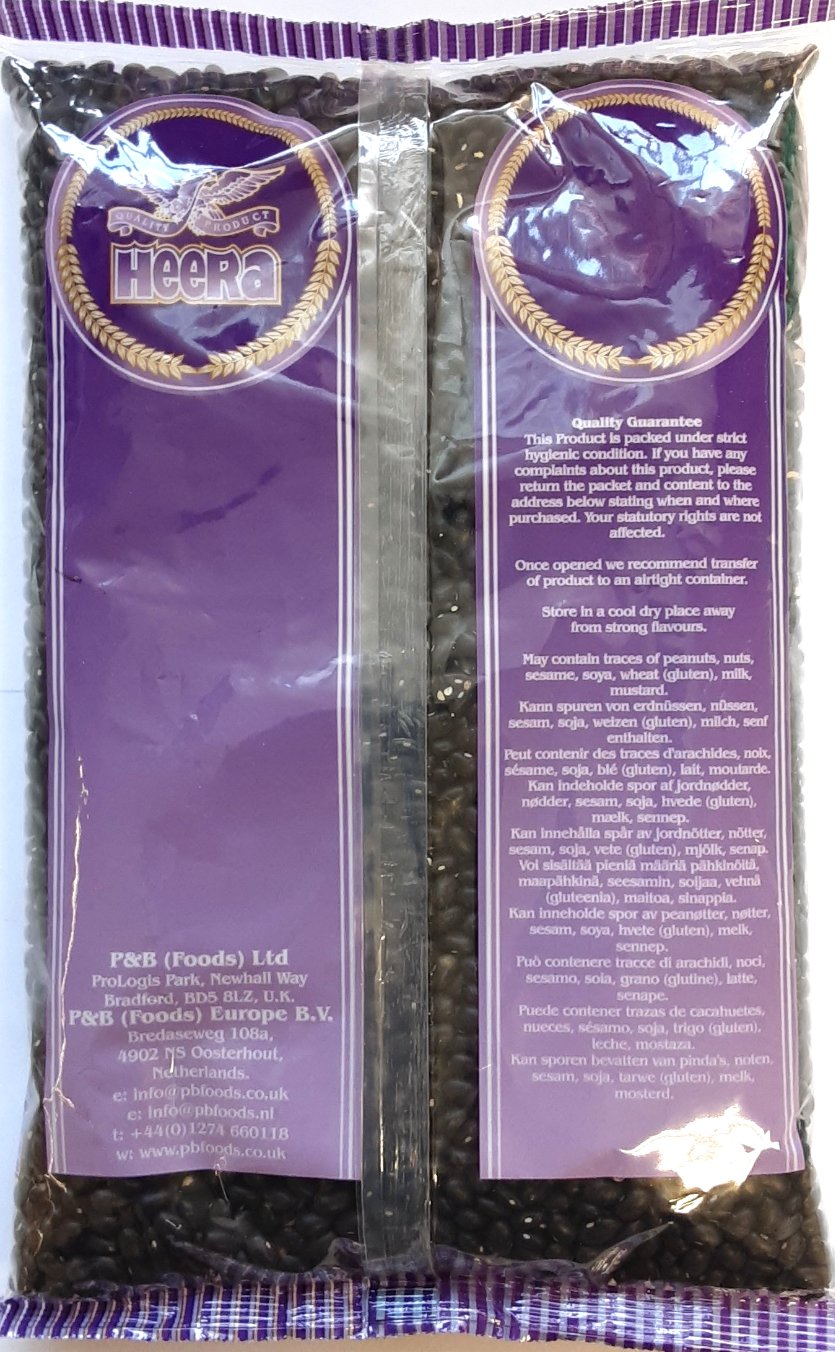 QUALITY PRODUCT
HEERA
P&B (Foods) Ltd
ProLogis Park, Newhall Way
Bradford, BD5 8LZ, U.K.
P&B (Foods) Europe B.V.
Bredaseweg 108a,
4902 NS Oosterhout,
Netherlands.
e: info@pbfoods.co.uk
e: info@pbfoods.nl
t: +44(0)1274 660118
w: www.pbfoods.co.uk
Quality Guarantee
This Product is packed under strict
hygienic condition. If you have any
complaints about this product, please
return the packet and content to the
address below stating when and where
purchased. Your statutory rights are not
affected.
Once opened we recommend transfer
of product to an airtight container.
Store in a cool dry place away
from strong flavours.
May contain traces of peanuts, nuts,
sesame, soya, wheat (gluten), milk,
mustard.
Kann spuren von erdnüssen, nüssen,
sesam, soja, weizen (gluten), milch, senf
enthalten.
Peut contenir des traces d'arachides, noix,
sésame, soja, blé (gluten), lait, moutarde.
Kan indeholde spor af jordnødder,
nødder, sesam, soja, hvede (gluten),
mælk, sennep.
Kan innehålla spår av jordnötter, nötter,
sesam, soja, vete (gluten), mjölk, senap.
Voi sisältää pieniä määriä pähkinöitä,
maapähkinä, seesamin, soijaa, vehnä
(gluteenia), maitoa, sinappia.
Kan inneholde spor av peanøtter, nøtter,
sesam, soya, hvete (gluten), melk,
sennep.
Può contenere tracce di arachidi, noci,
sesamo, soia, grano (glutine), latte,
senape.
Puede contener trazas de cacahuetes,
nueces, sésamo, soja, trigo (gluten),
leche, mostaza.
Kan sporen bevatten van pinda's, noten,
sesam, soja, tarwe (gluten), melk,
mosterd.